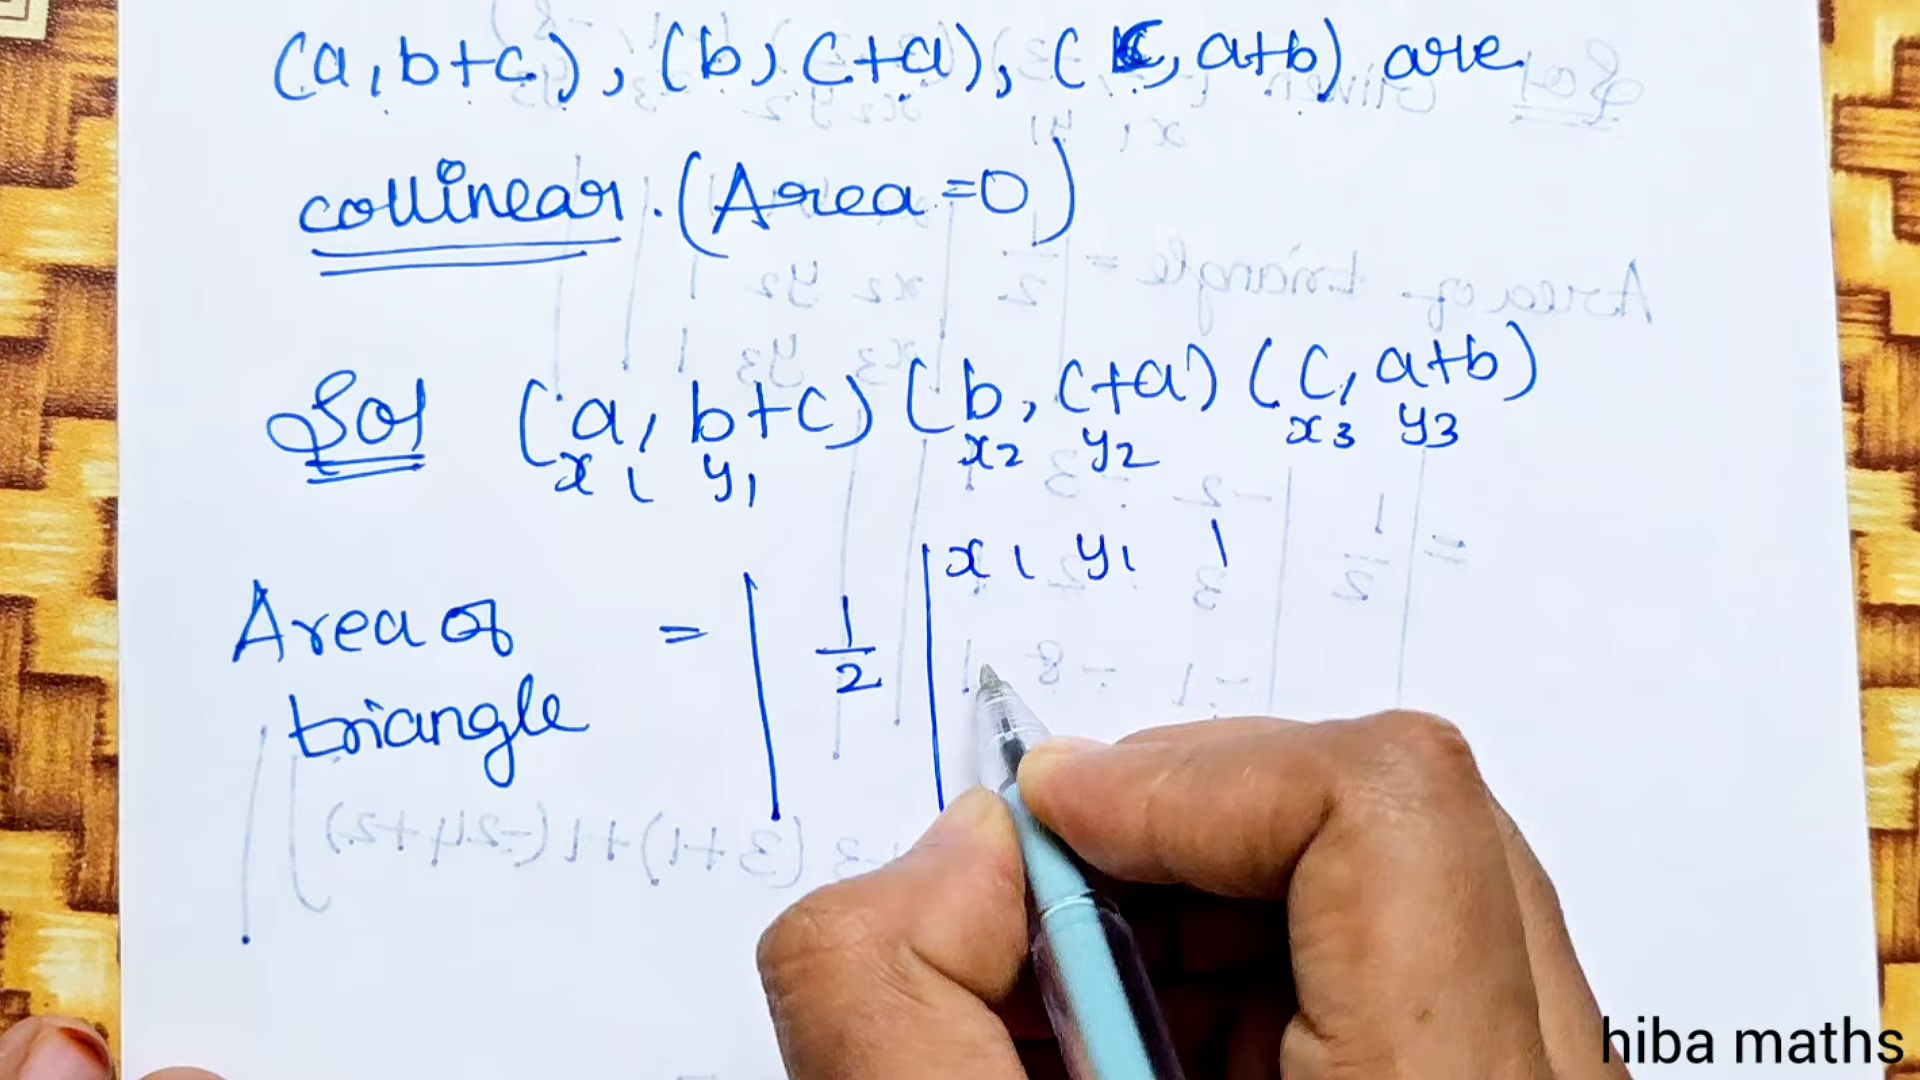 (a, b+c), (b, c+a), (c, a+b) are
collinear. (Area =0)
Sol (a, b+c) (b, c+a) (c, a+b)
x1 y1 x2 y2 x3 y3
Area of triangle = | 1/2 | x1 y1 1
hiba maths